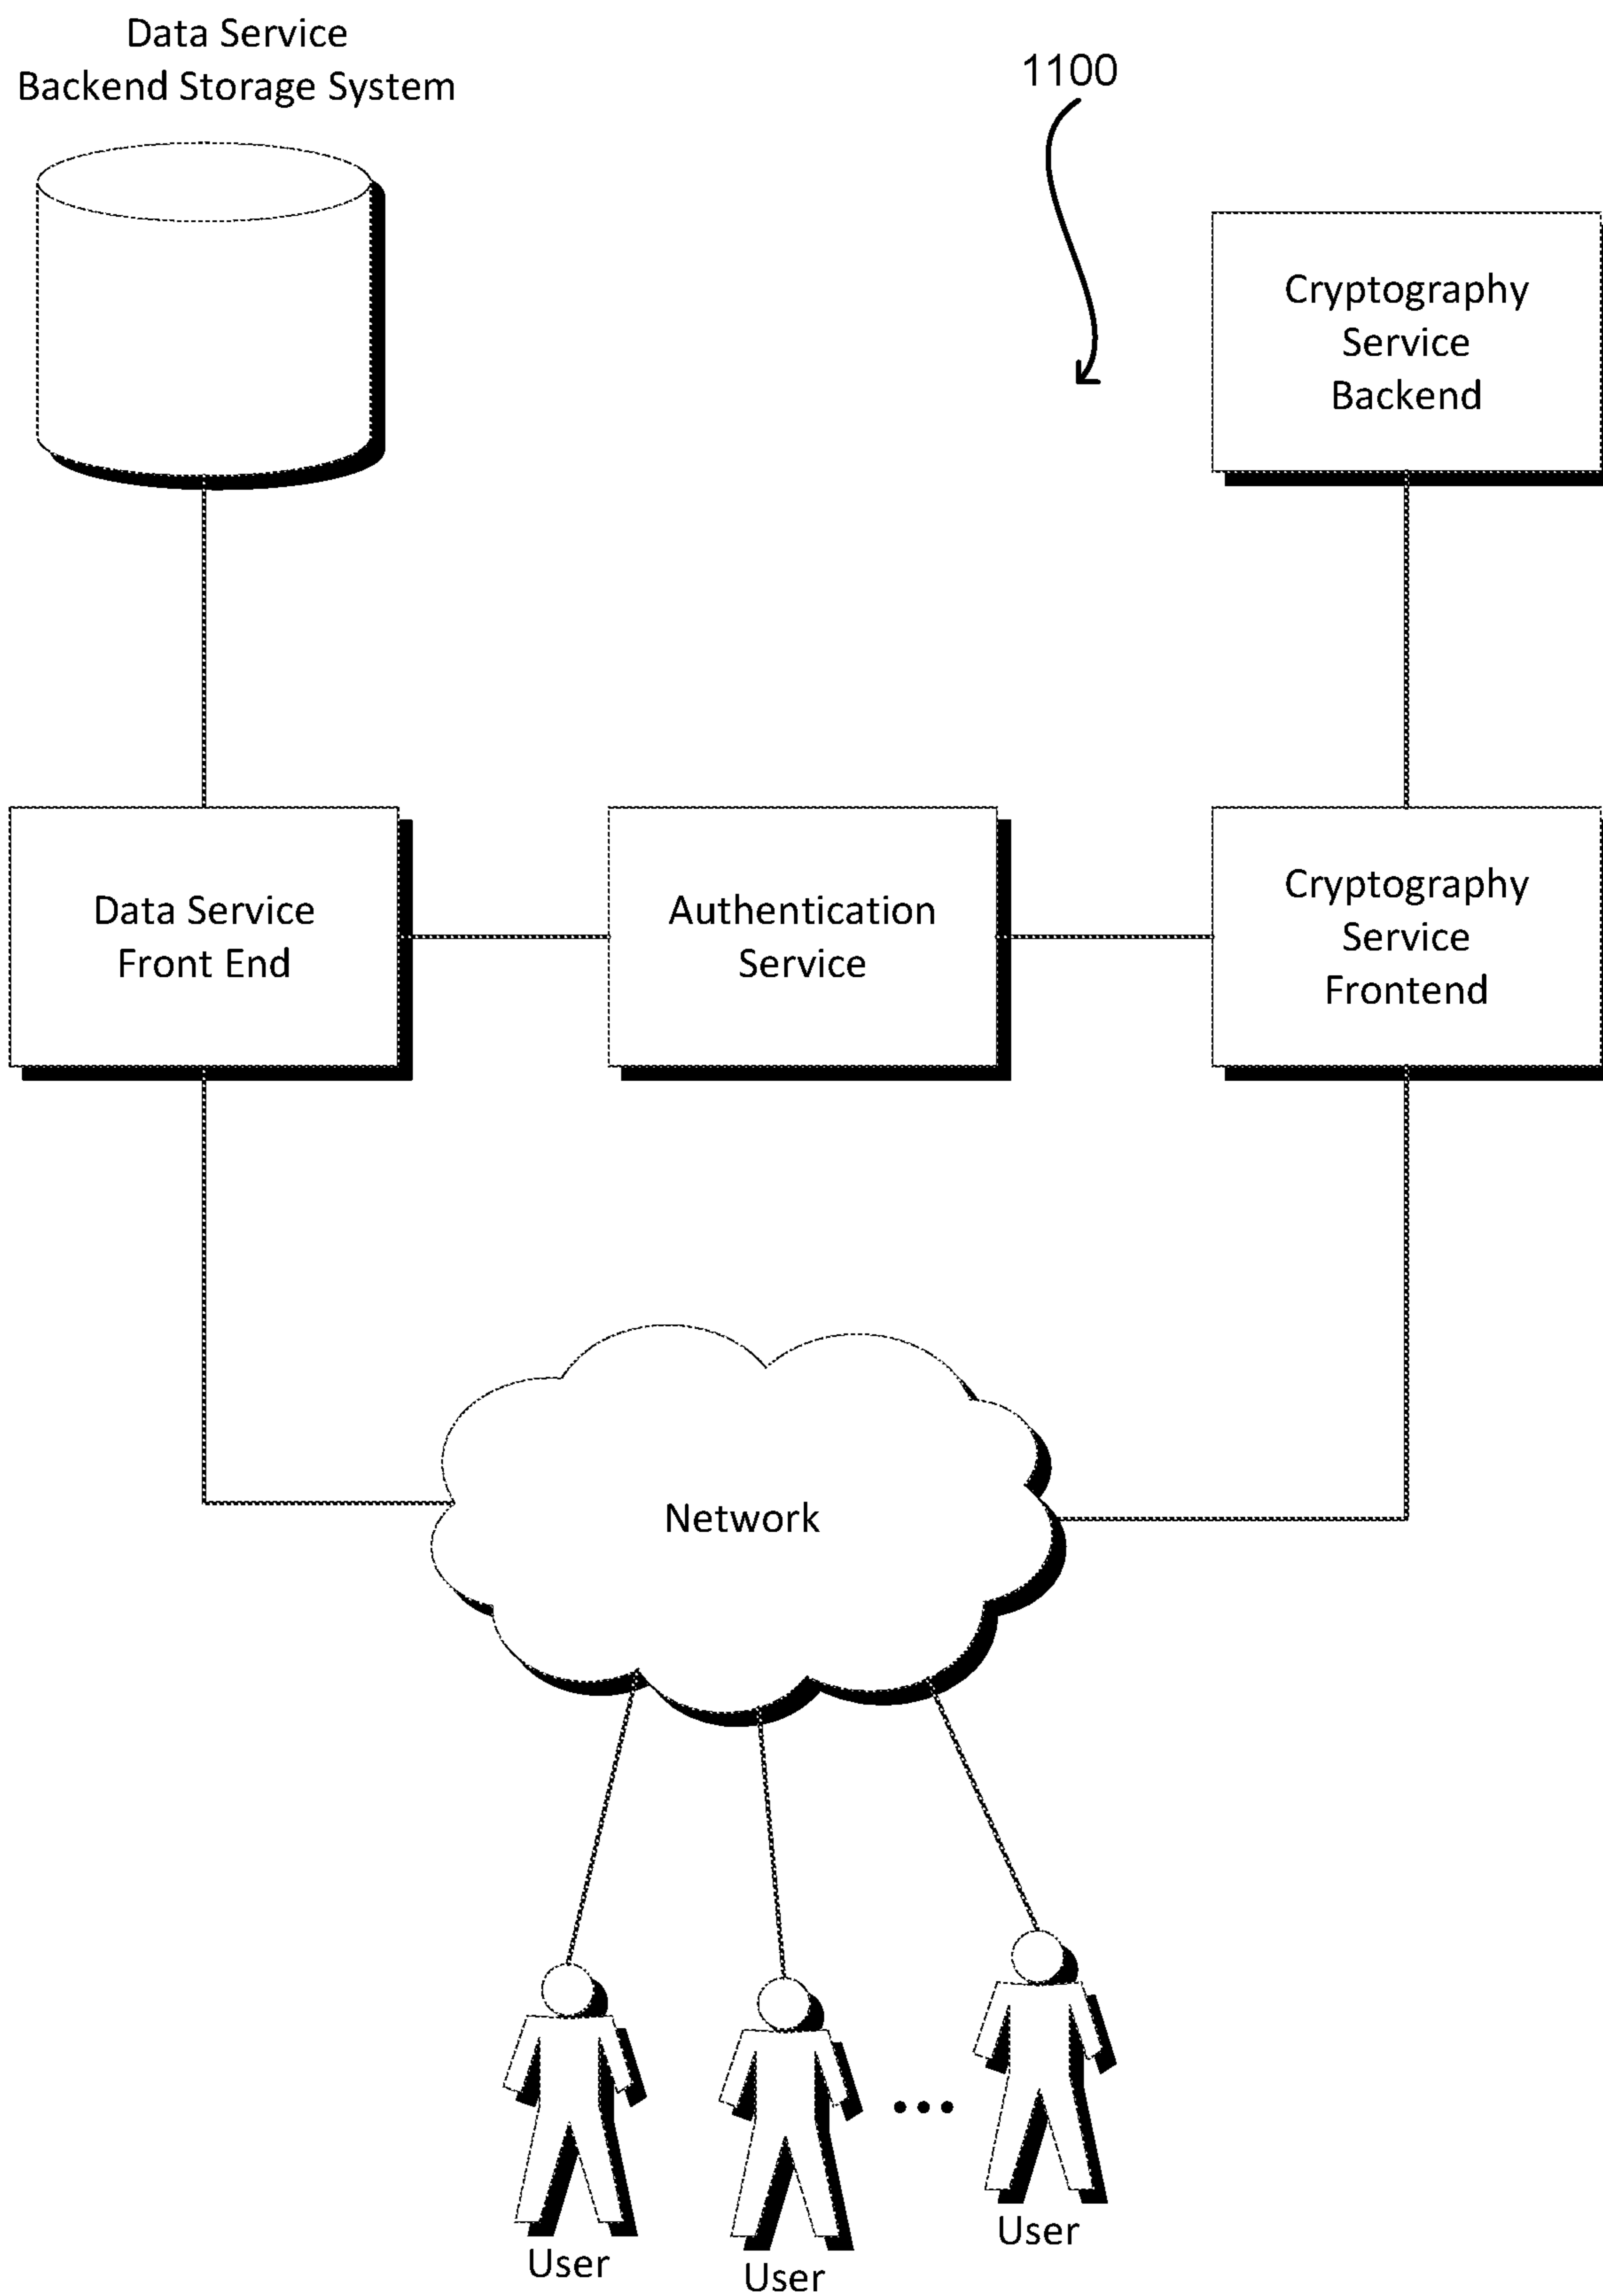 Data Service
Backend Storage System
1100
Cryptography
Service
Backend
Data Service
Front End
Authentication
Service
Cryptography
Service
Frontend
Network
User
User
User